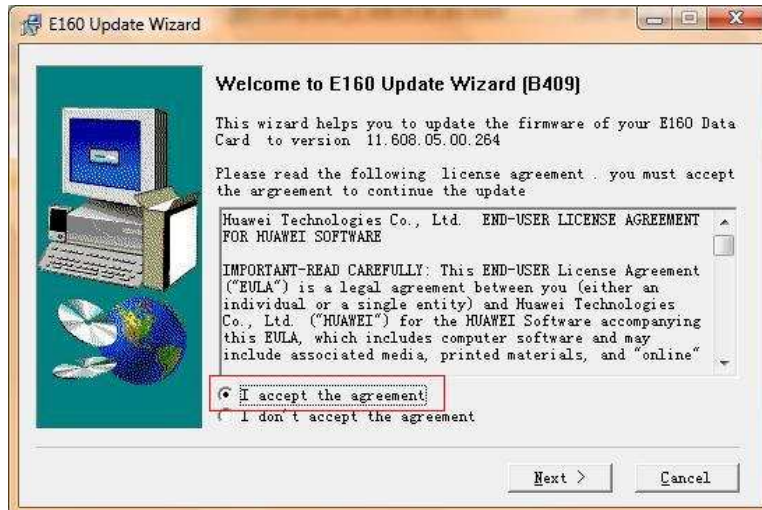 E160 Update Wizard
Welcome to E160 Update Wizard (B409)
This wizard helps you to update the firmware of your E160 Data
Card to version 11.608.05.00.264
Please read the following license agreement . you must accept
the argreement to continue the update
Huawei Technologies Co., Ltd. END-USER LICENSE AGREEMENT
FOR HUAWEI SOFTWARE
IMPORTANT-READ CAREFULLY: This END-USER License Agreement
("EULA") is a legal agreement between you (either an
individual or a single entity) and Huawei Technologies
Co., Ltd. ("HUAWEI") for the HUAWEI Software accompanying
this EULA, which includes computer software and may
include associated media, printed materials, and "online"
I accept the agreement
I don't accept the agreement
Next >
Cancel